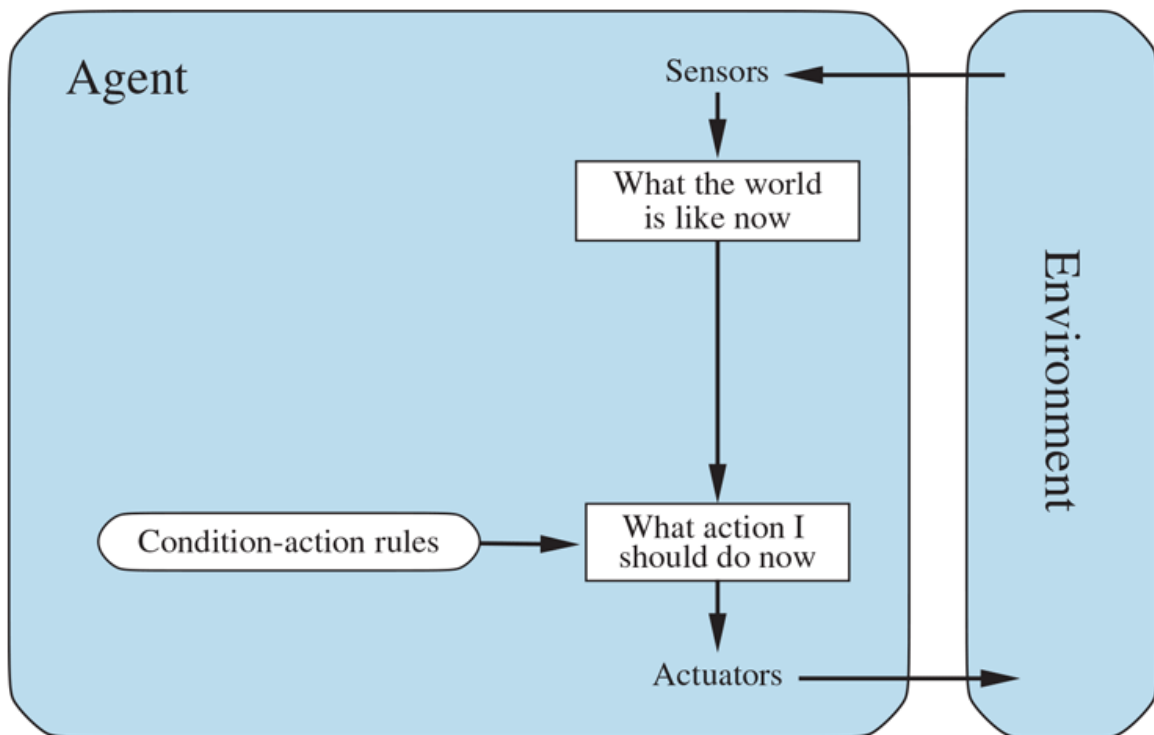 Agent
Sensors
What the world
is like now
Environment
Condition-action rules
What action I
should do now
Actuators